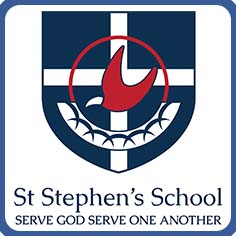 St Stephen's School
SERVE GOD SERVE ONE ANOTHER